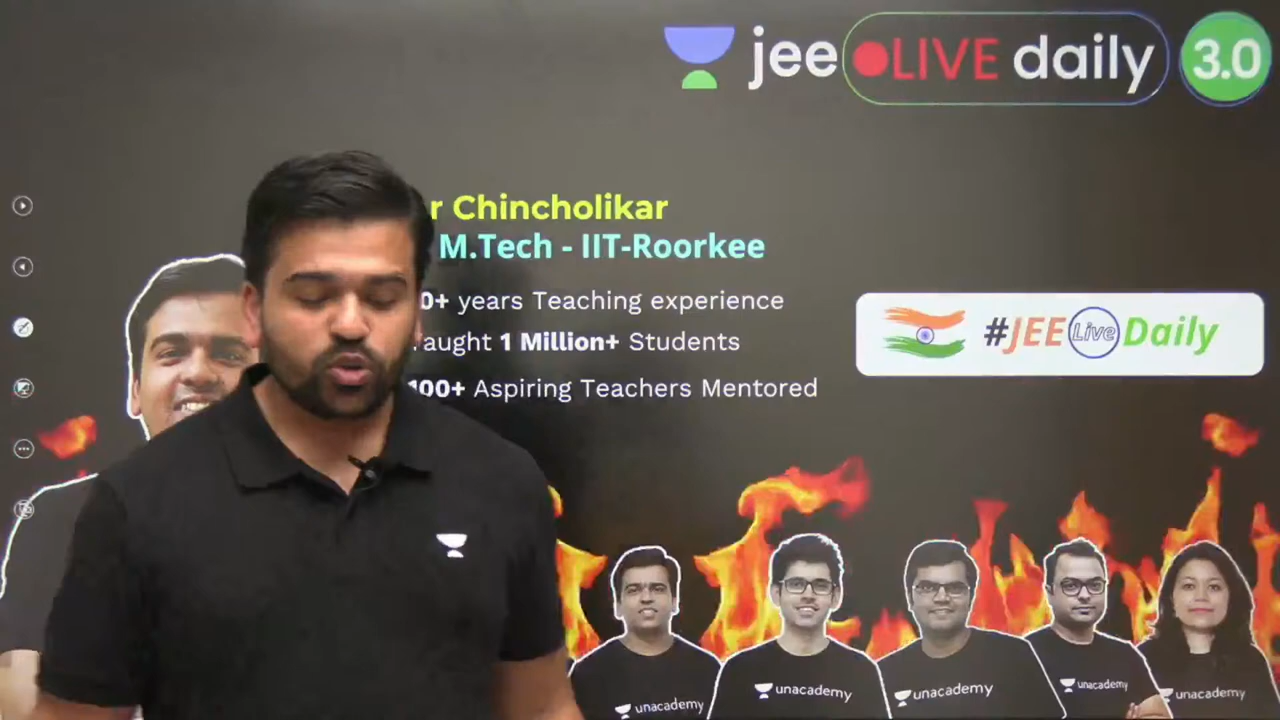 jee LIVE daily 3.0
r Chincholikar
M.Tech - IIT-Roorkee
0+ years Teaching experience
aught 1 Million+ Students
100+ Aspiring Teachers Mentored
#JEE Live Daily
unacademy
unacademy
unacademy
unacademy
unacademy